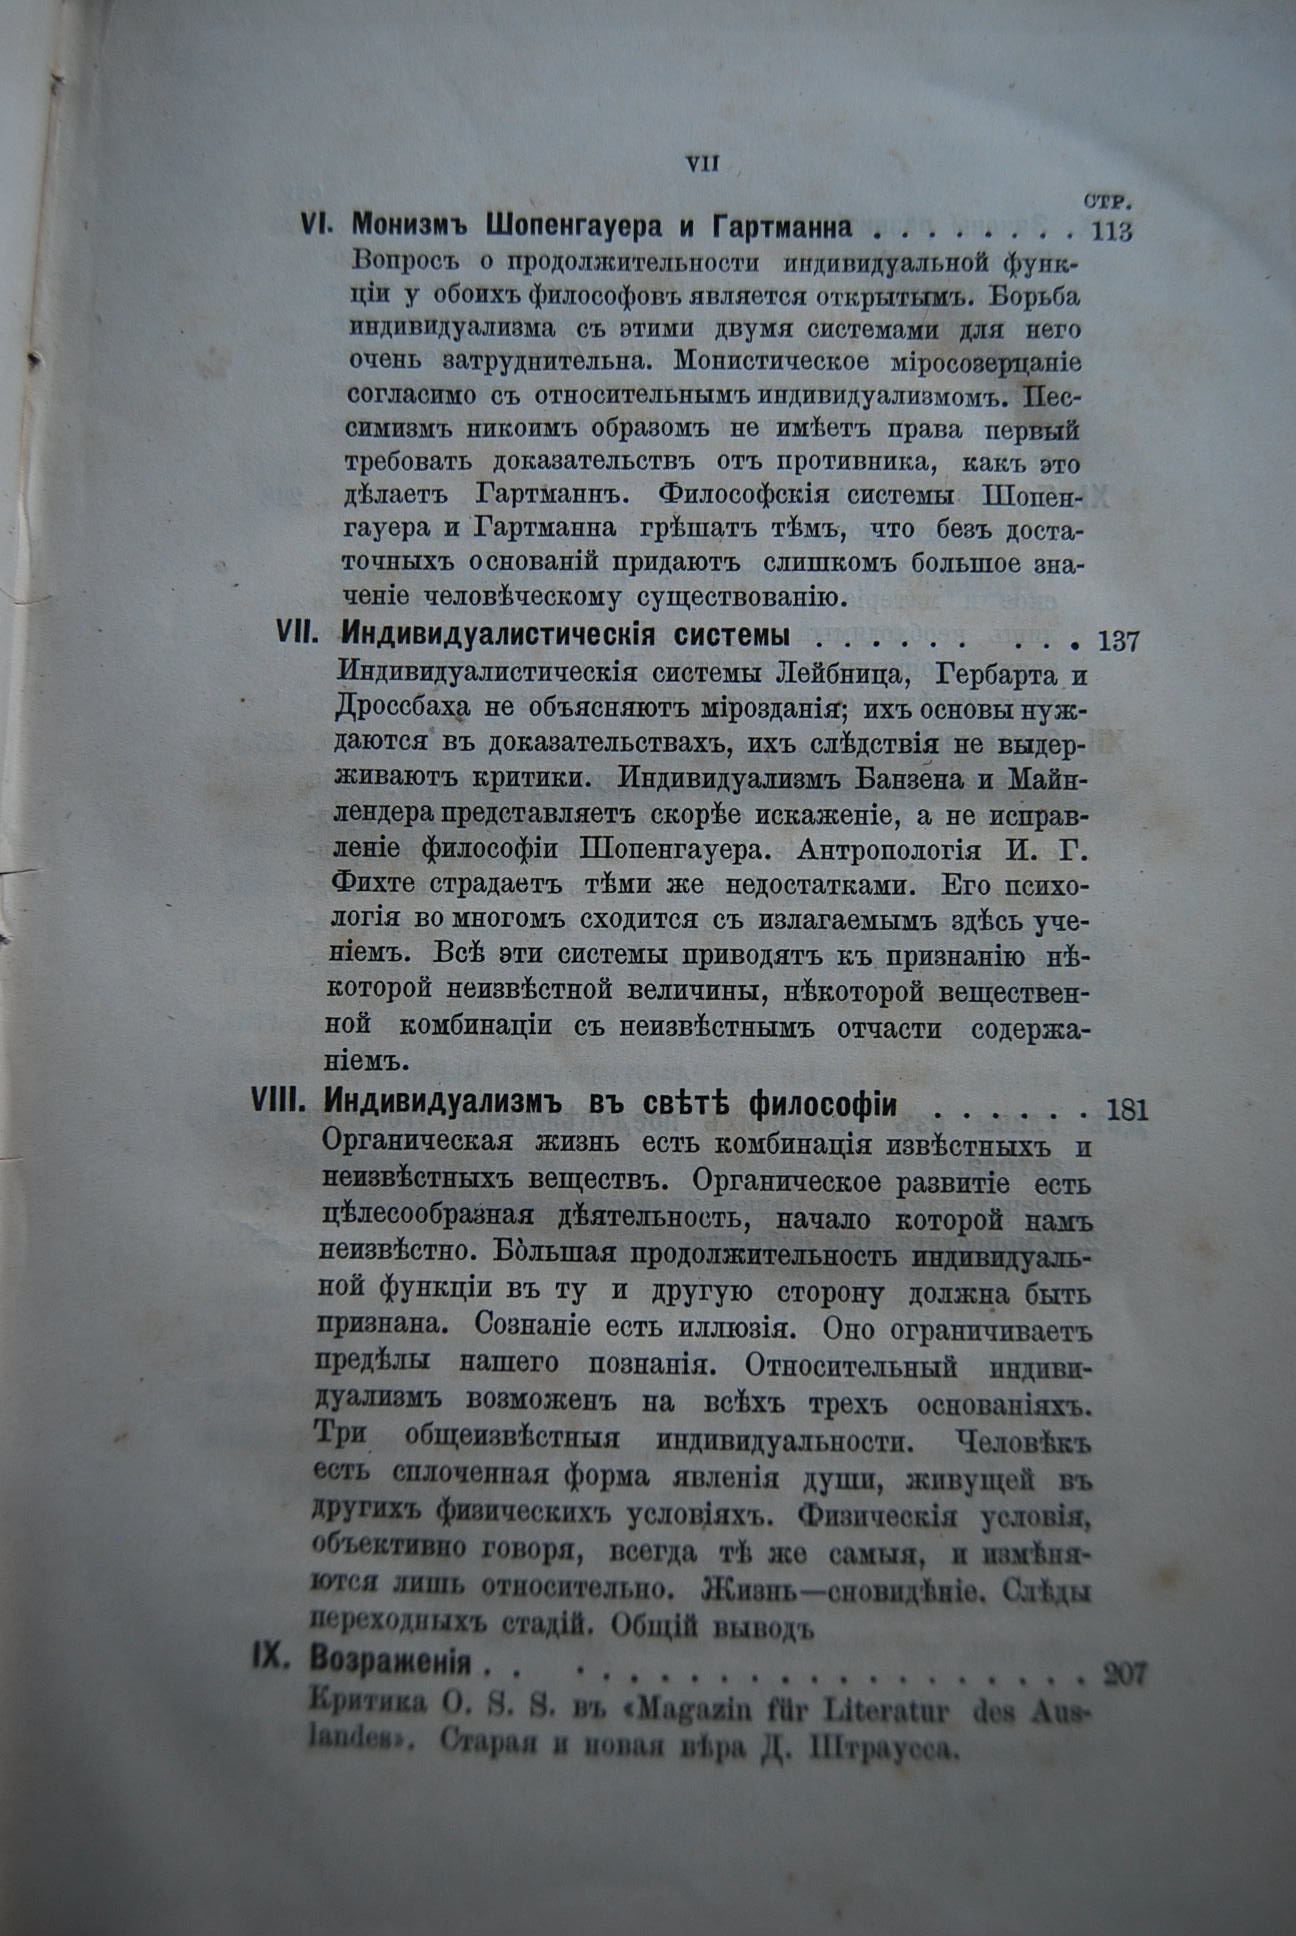 VII
СТР.
VI. Монизмъ Шопенгауера и Гартманна . . . . . . . . 113
Вопросъ о продолжительности индивидуальной функ-
ціи у обоихъ философовъ является открытымъ. Борьба
индивидуализма съ этими двумя системами для него
очень затруднительна. Монистическое міросозерцаніе
согласимо съ относительнымъ индивидуализмомъ. Пес-
симизмъ никоимъ образомъ не имѣетъ права первый
требовать доказательствъ отъ противника, какъ это
дѣлаетъ Гартманнъ. Философскія системы Шопен-
гауера и Гартманна грѣшатъ тѣмъ, что безъ доста-
точныхъ основаній придаютъ слишкомъ большое зна-
ченіе человѣческому существованію.
VII. Индивидуалистическія системы . . . . . . . . . 137
Индивидуалистическія системы Лейбница, Гербарта и
Дроссбаха не объясняютъ мірозданія; ихъ основы нуж-
даются въ доказательствахъ, ихъ слѣдствія не выдер-
живаютъ критики. Индивидуализмъ Банзена и Майн-
лендера представляетъ скорѣе искаженіе, а не исправ-
леніе философіи Шопенгауера. Антропологія И. Г.
Фихте страдаетъ тѣми же недостатками. Его психо-
логія во многомъ сходится съ излагаемымъ здѣсь уче-
ніемъ. Всѣ эти системы приводятъ къ признанію нѣ-
которой неизвѣстной величины, нѣкоторой веществен-
ной комбинаціи съ неизвѣстнымъ отчасти содержа-
ніемъ.
VIII. Индивидуализмъ въ свѣтѣ философіи . . . . . . 181
Органическая жизнь есть комбинація извѣстныхъ и
неизвѣстныхъ веществъ. Органическое развитіе есть
цѣлесообразная дѣятельность, начало которой намъ
неизвѣстно. Бо̀льшая продолжительность индивидуаль-
ной функціи въ ту и другую сторону должна быть
признана. Сознаніе есть иллюзія. Оно ограничиваетъ
предѣлы нашего познанія. Относительный индиви-
дуализмъ возможенъ на всѣхъ трехъ основаніяхъ.
Три общеизвѣстныя индивидуальности. Человѣкъ
есть сплоченная форма явленія души, живущей въ
другихъ физическихъ условіяхъ. Физическія условія,
объективно говоря, всегда тѣ же самыя, и измѣня-
ются лишь относительно. Жизнь—сновидѣніе. Слѣды
переходныхъ стадій. Общій выводъ
IX. Возраженія . . . . . . . . . . . . . . . . . . 207
Критика O. S. S. въ «Magazin für Literatur des Aus-
landes». Старая и новая вѣра Д. Штраусса.